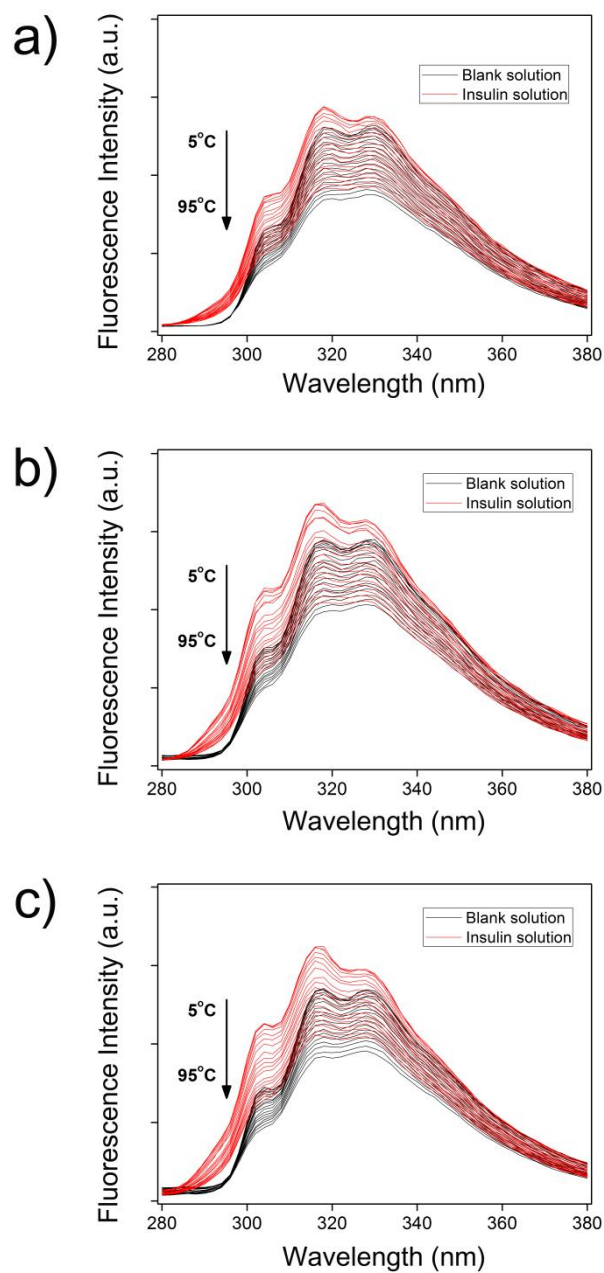 a)
Fluorescence Intensity (a.u.)
Blank solution
Insulin solution
5°C
95°C
280 300 320 340 360 380
Wavelength (nm)
b)
Fluorescence Intensity (a.u.)
Blank solution
Insulin solution
5°C
95°C
280 300 320 340 360 380
Wavelength (nm)
c)
Fluorescence Intensity (a.u.)
Blank solution
Insulin solution
5°C
95°C
280 300 320 340 360 380
Wavelength (nm)